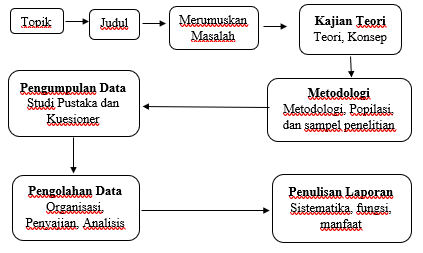 Topik
Judul
Merumuskan
Masalah
Kajian Teori
Teori, Konsep
Metodologi
Metodologi, Popilasi,
dan sampel penelitian
Pengumpulan Data
Studi Pustaka dan
Kuesioner
Pengolahan Data
Organisasi,
Penyajian, Analisis
Penulisan Laporan
Sistematika, fungsi,
manfaat